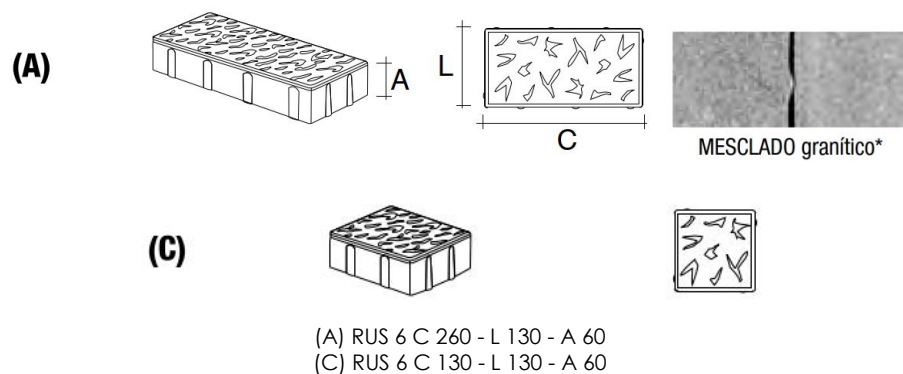 (A)
A
L
C
MESCLADO granítico*
(C)
(A) RUS 6 C 260 - L 130 - A 60
(C) RUS 6 C 130 - L 130 - A 60